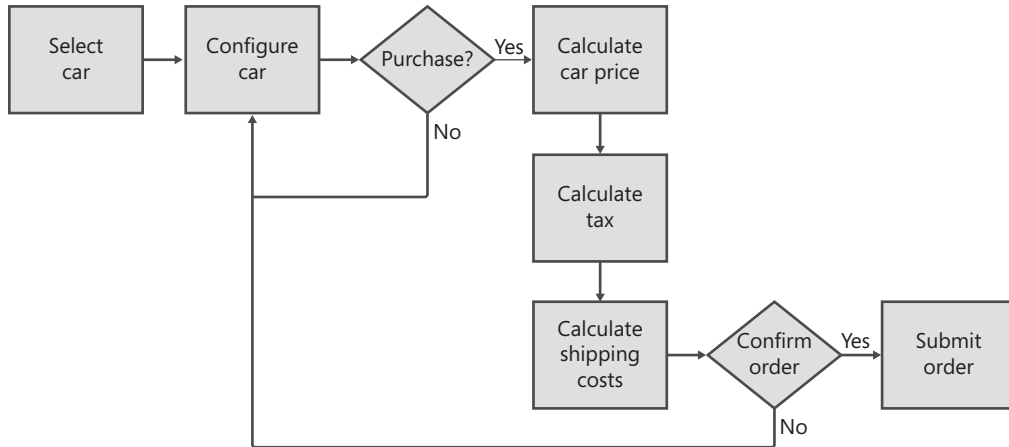 Select
car
Configure
car
Purchase?
Yes
Calculate
car price
No
Calculate
tax
Calculate
shipping
costs
Confirm
order
Yes
Submit
order
No